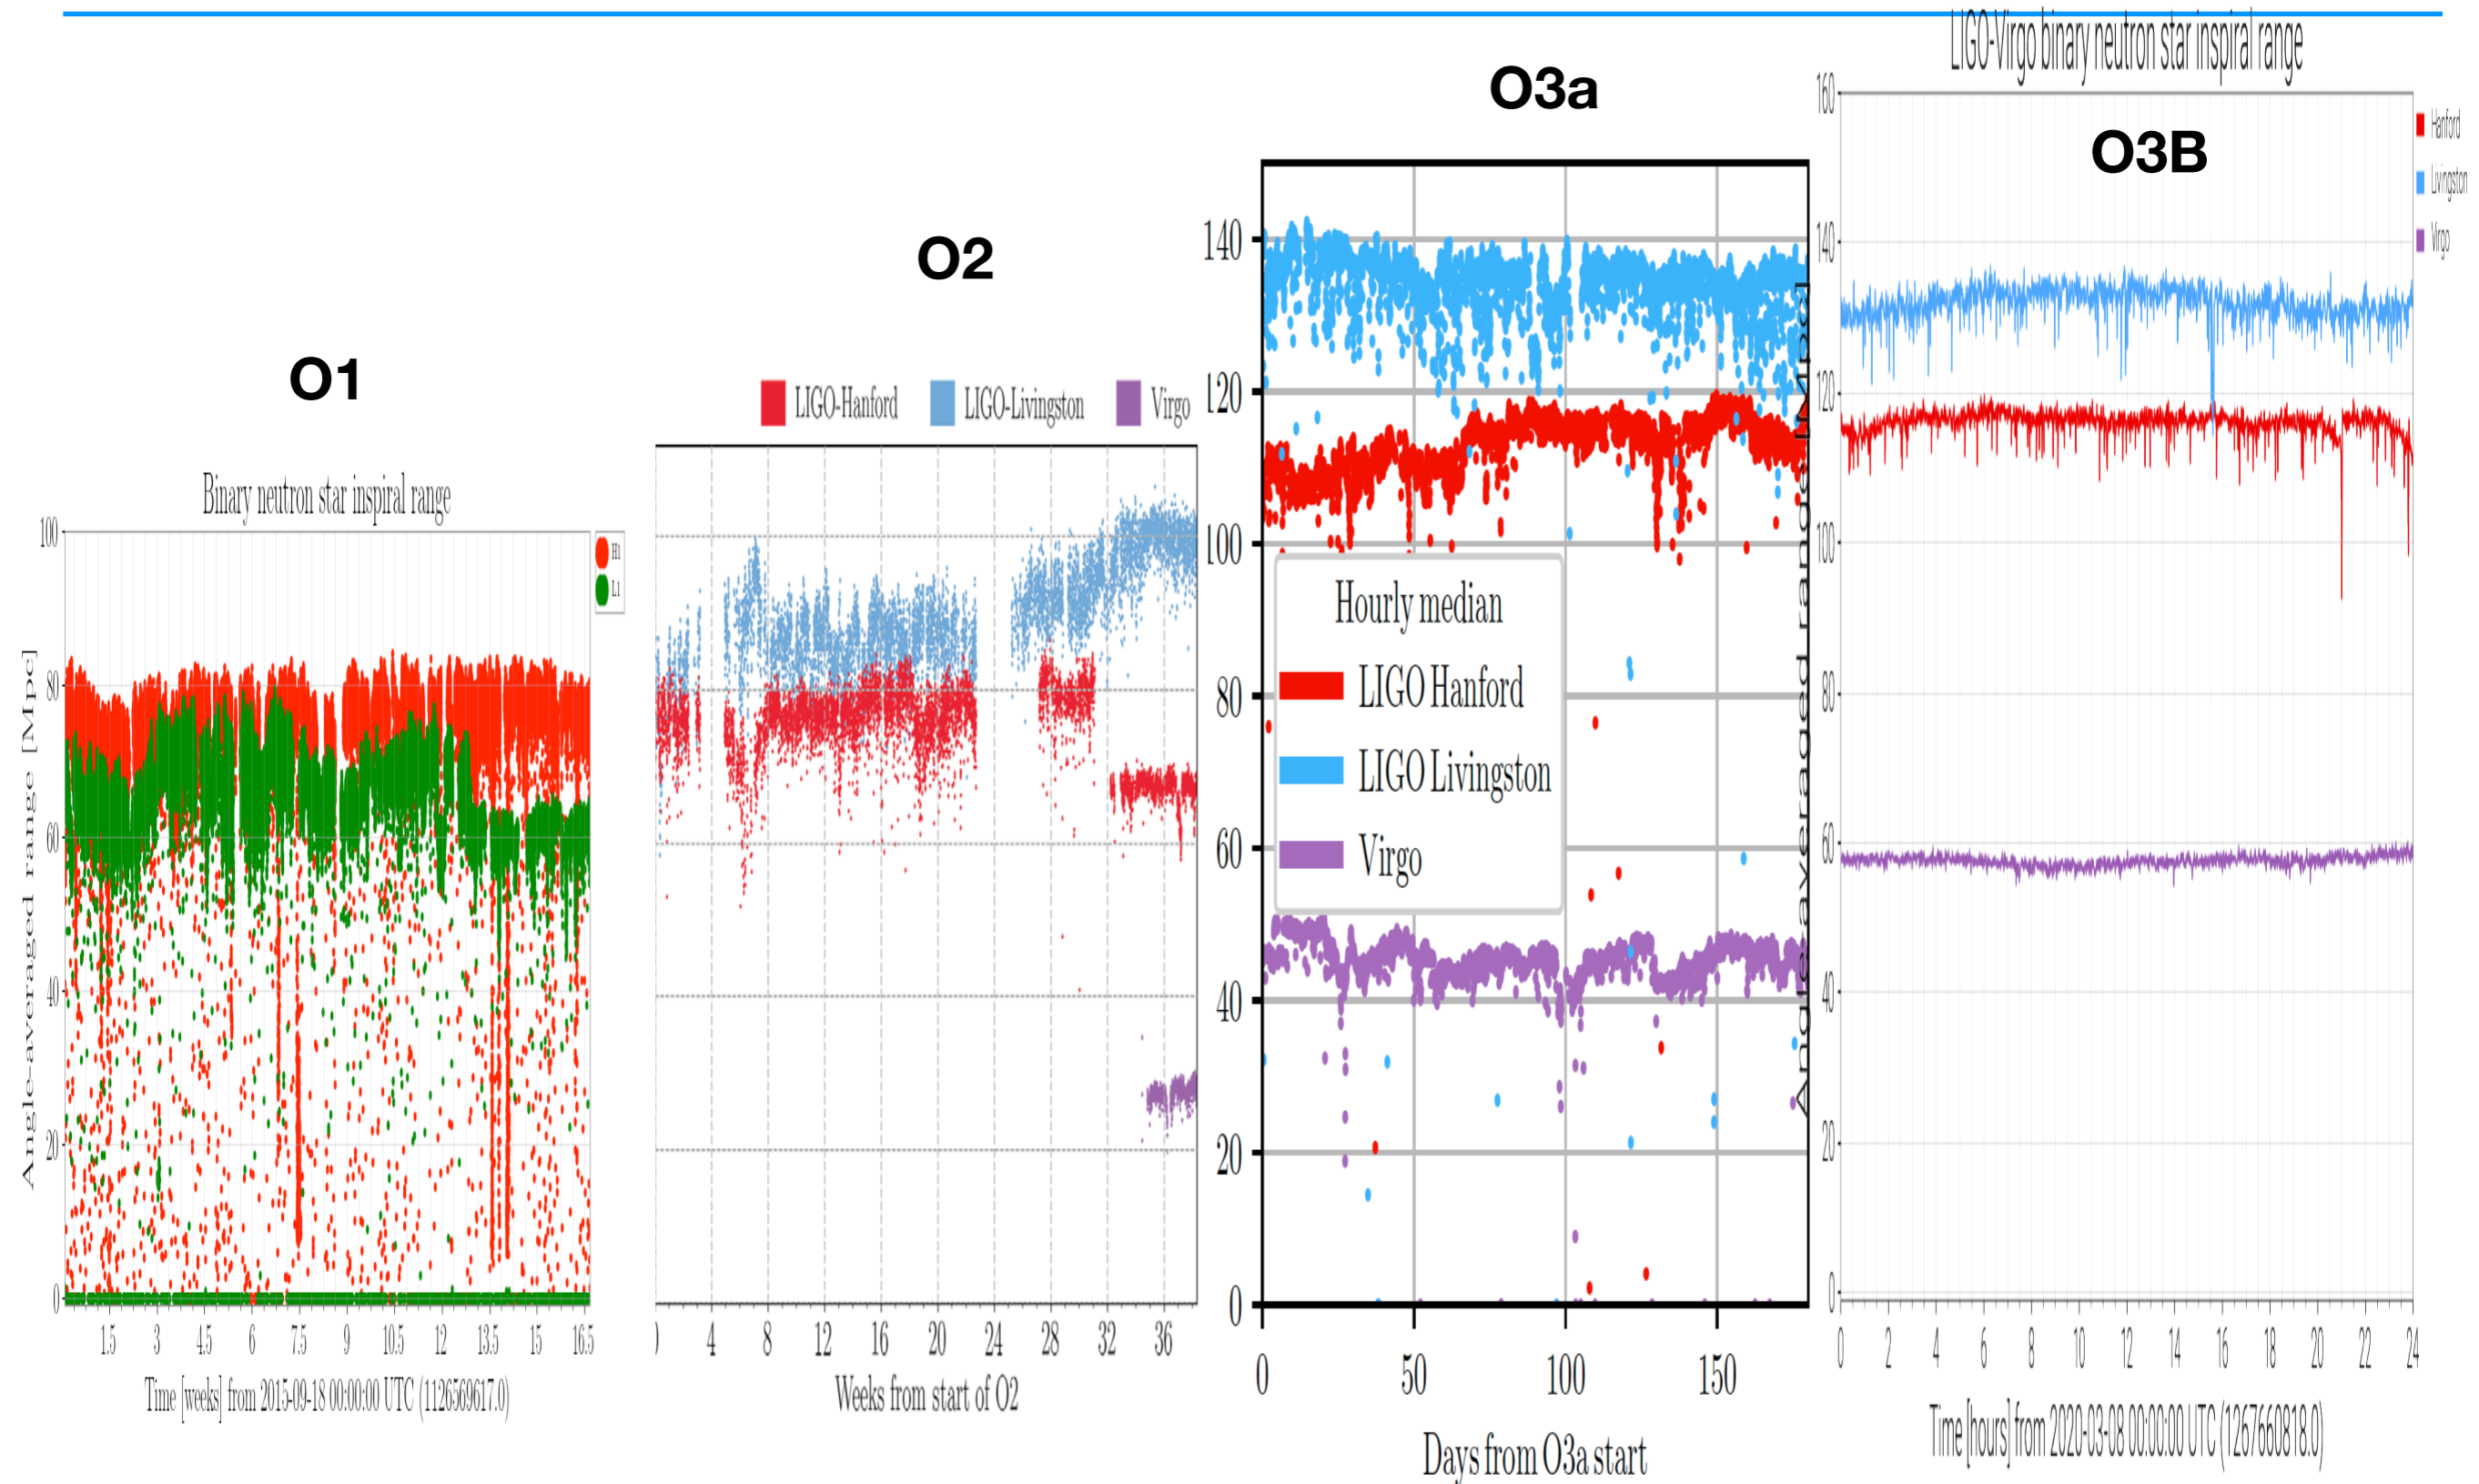 O1
Binary neutron star inspiral range
H1
L1
Angle-averaged range [Mpc]
100
80
60
40
20
0
1.5 3 4.5 6 7.5 9 10.5 12 13.5 15 16.5
Time [weeks] from 2015-09-18 00:00:00 UTC (1126569617.0)
O2
LIGO-Hanford LIGO-Livingston Virgo
4 8 12 16 20 24 28 32 36
Weeks from start of O2
O3a
140
120
100
80
60
40
20
0
Hourly median
LIGO Hanford
LIGO Livingston
Virgo
0 50 100 150
Days from O3a start
LIGO-Virgo binary neutron star inspiral range
O3B
Hanford
Livingston
Virgo
Angle-averaged range [Mpc]
160
140
120
100
80
60
40
20
0
0 2 4 6 8 10 12 14 16 18 20 22 24
Time [hours] from 2020-03-08 00:00:00 UTC (1267660818.0)